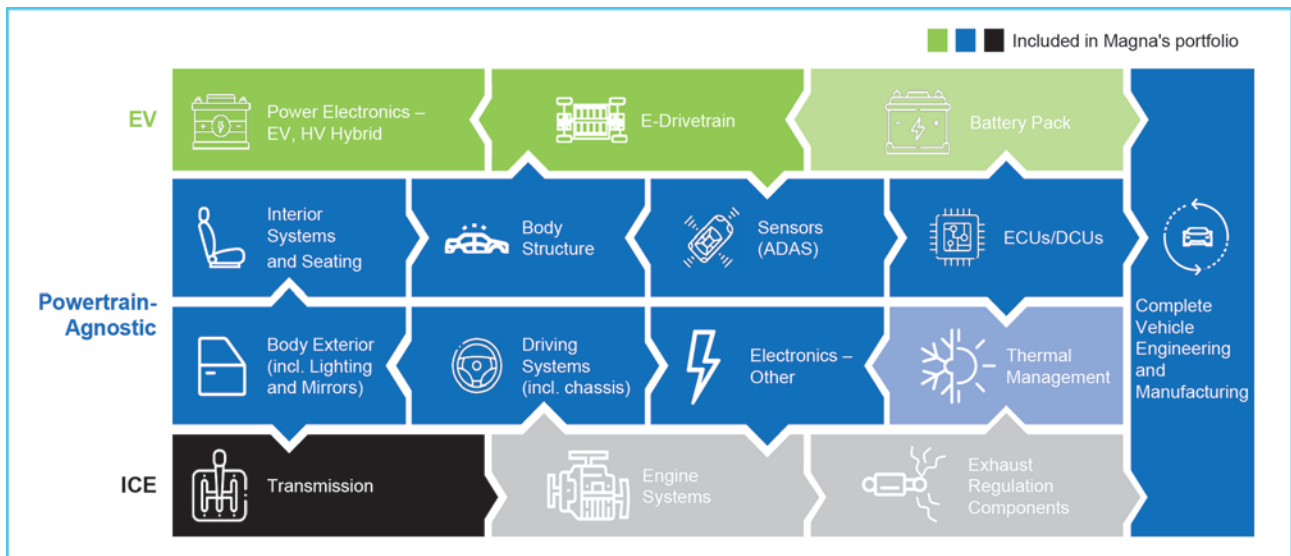 Included in Magna's portfolio
EV
Power Electronics –
EV, HV Hybrid
E-Drivetrain
Battery Pack
Powertrain-
Agnostic
Interior
Systems
and Seating
Body
Structure
Sensors
(ADAS)
ECUs/DCUs
Body Exterior
(incl. Lighting
and Mirrors)
Driving
Systems
(incl. chassis)
Electronics –
Other
Thermal
Management
Complete
Vehicle
Engineering
and
Manufacturing
ICE
Transmission
Engine
Systems
Exhaust
Regulation
Components